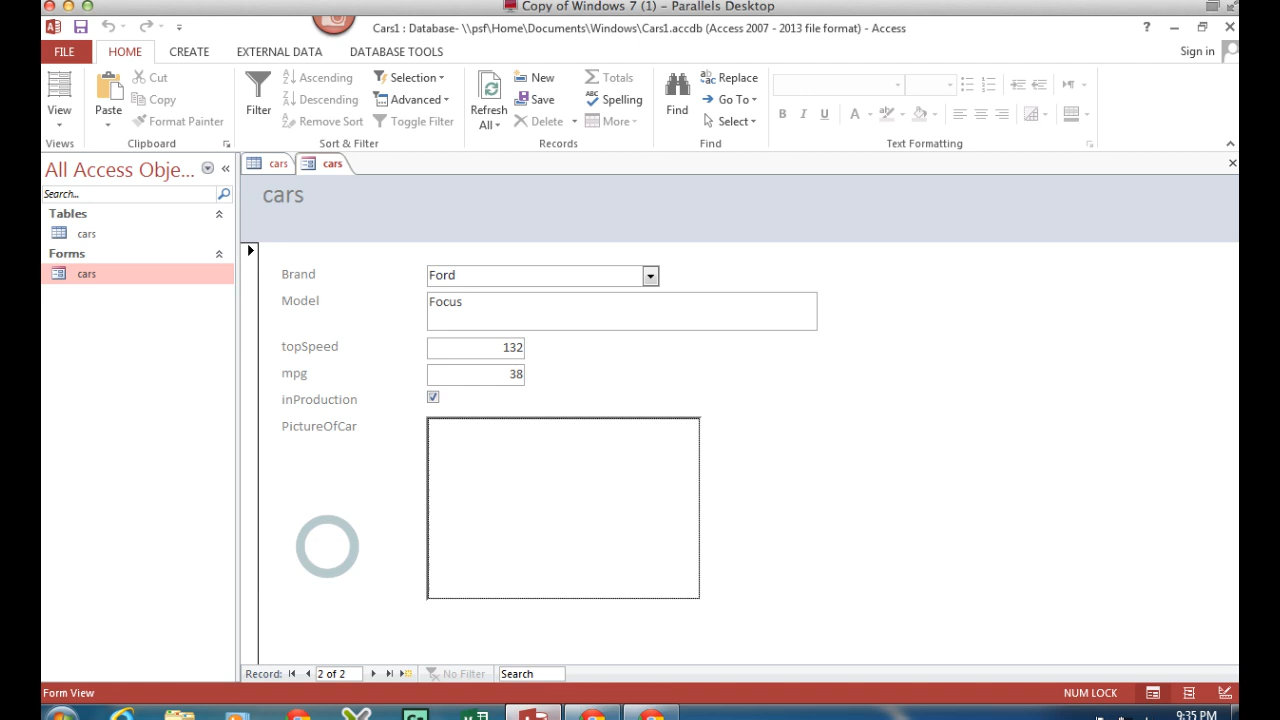 Copy of Windows 7 (1) - Parallels Desktop
Cars1 : Database- \\psf\Home\Documents\Windows\Cars1.accdb (Access 2007 - 2013 file format) - Access
?
FILE HOME CREATE EXTERNAL DATA DATABASE TOOLS Sign in
View Paste Cut Copy Format Painter
Filter Ascending Descending Remove Sort Selection Advanced Toggle Filter
Refresh All New Save Delete Totals Spelling More
Find Replace Go To Select
B I U A
Views Clipboard Sort & Filter Records Find Text Formatting
All Access Obje... «
Search...
Tables
cars
Forms
cars
cars cars
cars
Brand Ford
Model Focus
topSpeed 132
mpg 38
inProduction
PictureOfCar
Record: 2 of 2 No Filter Search
Form View NUM LOCK
9:35 PM